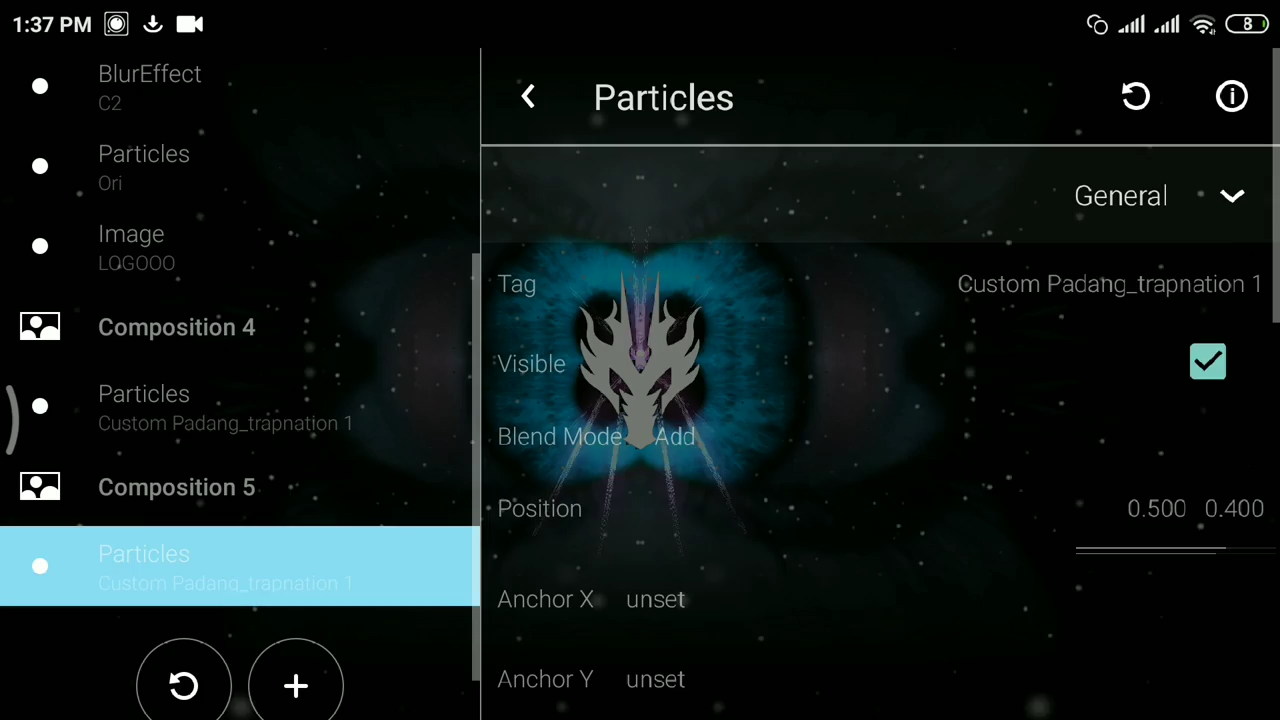 1:37 PM
8
BlurEffect
C2
Particles
Ori
Image
LOGOOO
Composition 4
Particles
Custom Padang_trapnation 1
Composition 5
Particles
Custom Padang_trapnation 1
Particles
General
Tag Custom Padang_trapnation 1
Visible
Blend Mode Add
Position 0.500 0.400
Anchor X unset
Anchor Y unset